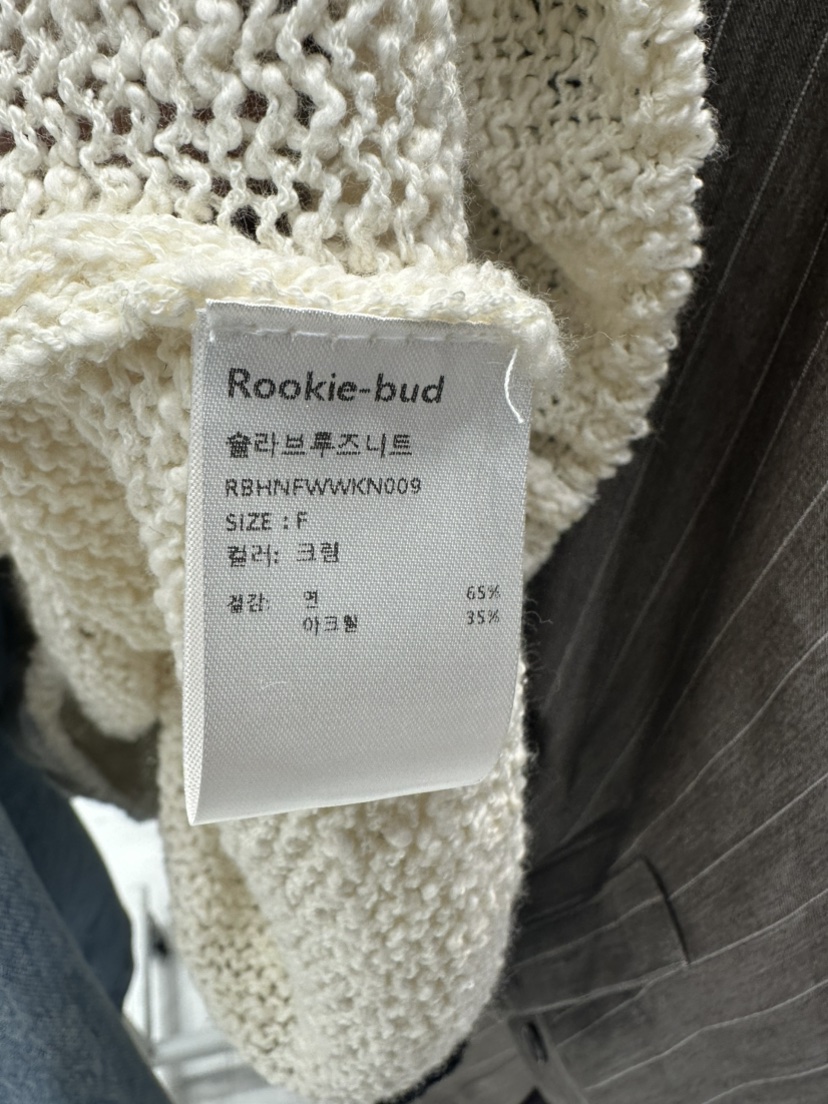 Rookie-bud
슬라브루즈니트
RBHNFWWKN009
SIZE : F
컬러: 크림
겉감: 면 65%
아크릴 35%